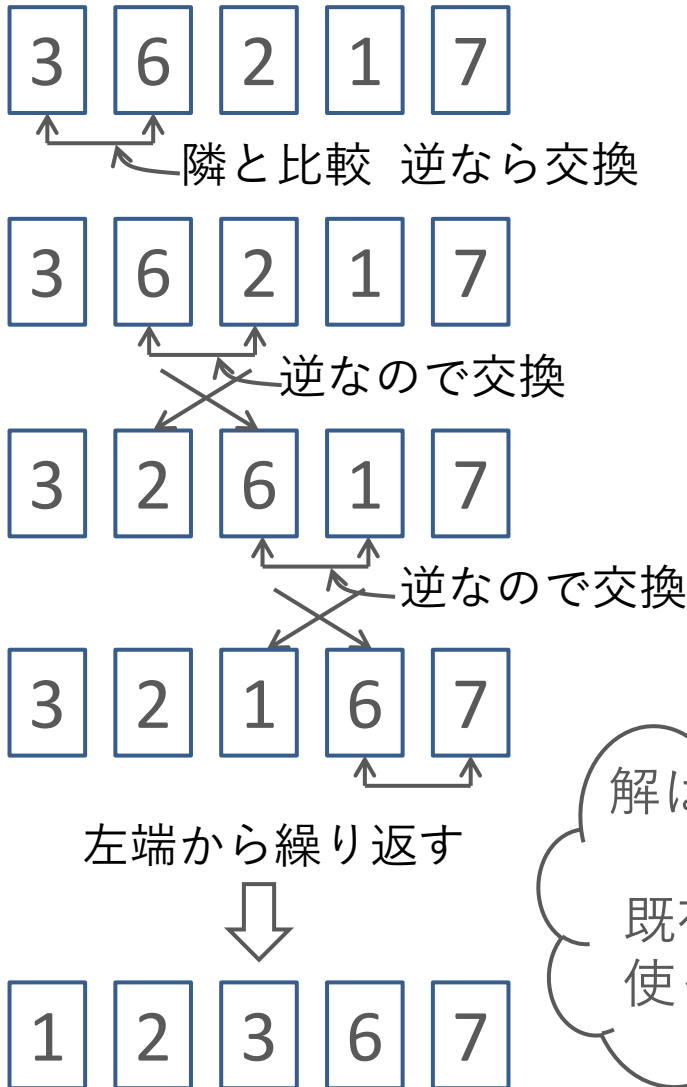 3 6 2 1 7
隣と比較 逆なら交換
3 6 2 1 7
逆なので交換
3 2 6 1 7
逆なので交換
3 2 1 6 7
解は
左端から繰り返す
既存
使
1 2 3 6 7